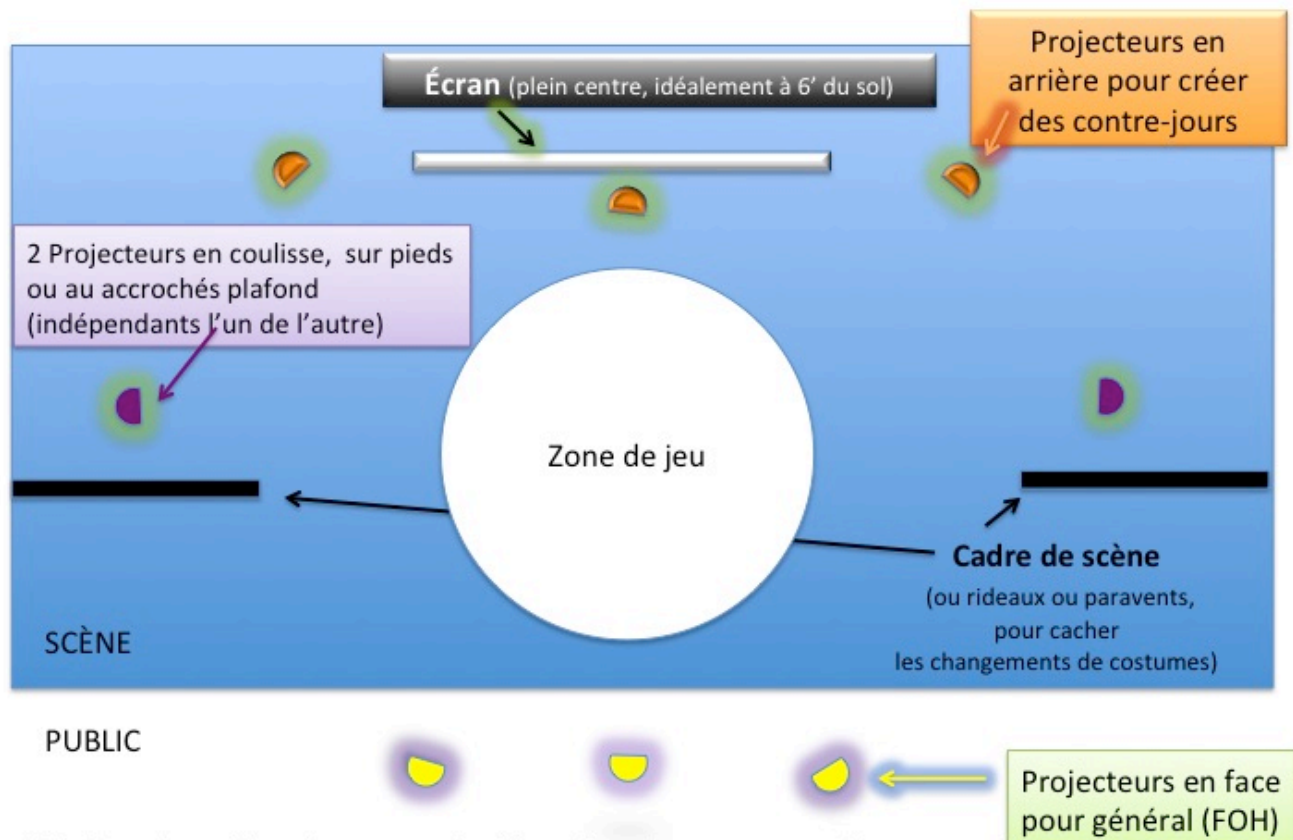 Écran (plein centre, idéalement à 6’ du sol)
Projecteurs en
arrière pour créer
des contre-jours
2 Projecteurs en coulisse, sur pieds
ou au accrochés plafond
(indépendants l’un de l’autre)
Zone de jeu
Cadre de scène
(ou rideaux ou paravents,
pour cacher
les changements de costumes)
SCÈNE
PUBLIC
Projecteurs en face
pour général (FOH)